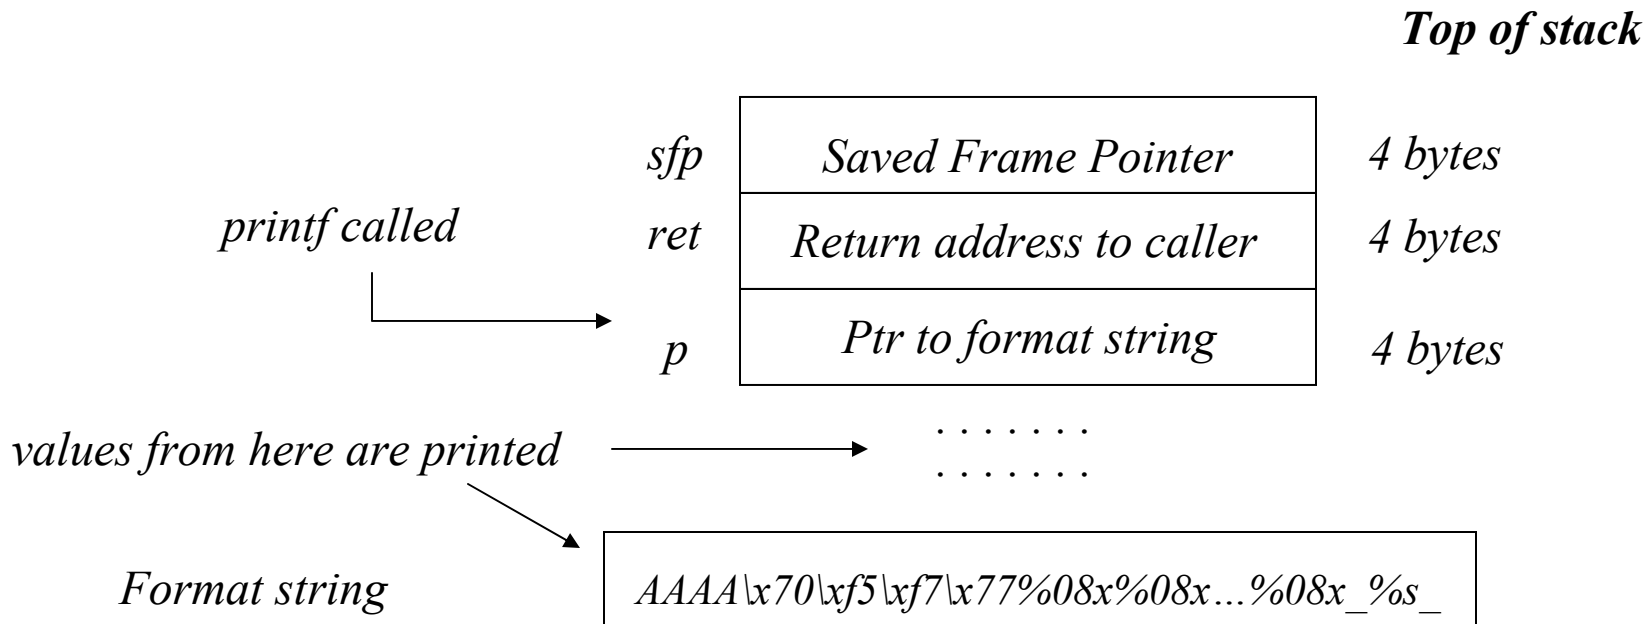 Top of stack
sfp Saved Frame Pointer 4 bytes
printf called ret Return address to caller 4 bytes
p Ptr to format string 4 bytes
values from here are printed . . . . . . .
. . . . . . .
Format string AAAA\x70\xf5\xf7\x77%08x%08x...%08x_%s_